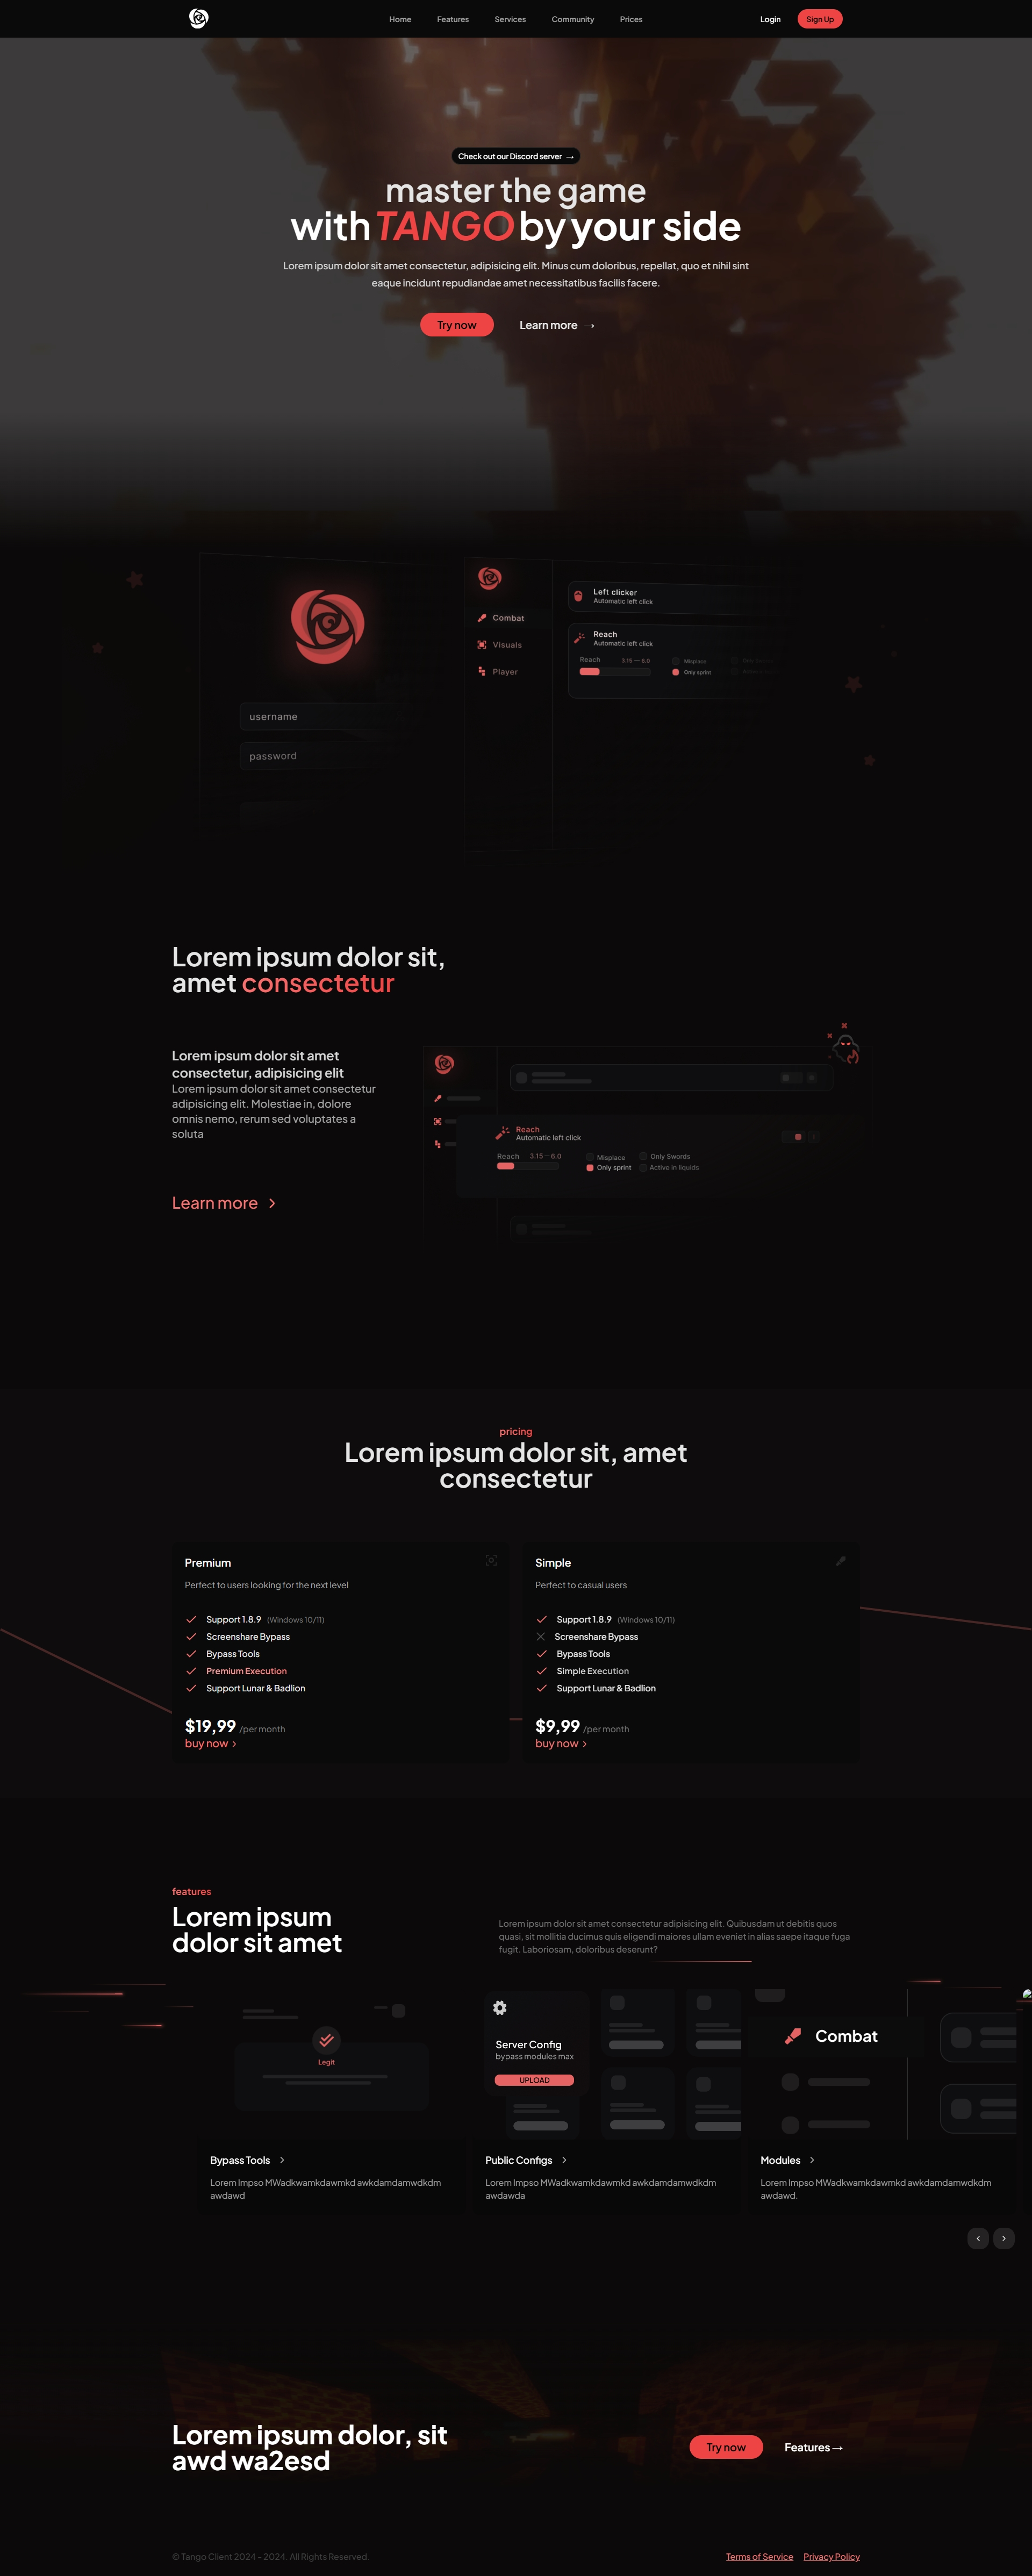 Home
Features
Services
Community
Prices
Login
Sign Up
Check out our Discord server →
master the game
with TANGO by your side
Lorem ipsum dolor sit amet consectetur, adipisicing elit. Minus cum doloribus, repellat, quo et nihil sint
eaque incidunt repudiandae amet necessitatibus facilis facere.
Try now
Learn more →
username
password
Combat
Visuals
Player
Left clicker
Automatic left click
Reach
Automatic left click
Reach
3.15 — 6.0
Misplace
Only sprint
Lorem ipsum dolor sit,
amet consectetur
Lorem ipsum dolor sit amet
consectetur, adipisicing elit
Lorem ipsum dolor sit amet consectetur
adipisicing elit. Molestiae in, dolore
omnis nemo, rerum sed voluptates a
soluta
Learn more
Reach
Automatic left click
Reach
3.15 — 6.0
Misplace
Only Swords
Only sprint
Active in liquids
pricing
Lorem ipsum dolor sit, amet
consectetur
Premium
Perfect to users looking for the next level
Support 1.8.9 (Windows 10/11)
Screenshare Bypass
Bypass Tools
Premium Execution
Support Lunar & Badlion
$19,99 /per month
buy now
Simple
Perfect to casual users
Support 1.8.9 (Windows 10/11)
Screenshare Bypass
Bypass Tools
Simple Execution
Support Lunar & Badlion
$9,99 /per month
buy now
features
Lorem ipsum
dolor sit amet
Lorem ipsum dolor sit amet consectetur adipisicing elit. Quibusdam ut debitis quos
quasi, sit mollitia ducimus quis eligendi maiores ullam eveniet in alias saepe itaque fuga
fugit. Laboriosam, doloribus deserunt?
Legit
Bypass Tools
Lorem Impso MWadkwamkdawmkd awkdamdamwdkdm
awdawd
Server Config
bypass modules max
UPLOAD
Public Configs
Lorem Impso MWadkwamkdawmkd awkdamdamwdkdm
awdawda
Combat
Modules
Lorem Impso MWadkwamkdawmkd awkdamdamwdkdm
awdawd.
Lorem ipsum dolor, sit
awd wa2esd
Try now
Features →
© Tango Client 2024 - 2024. All Rights Reserved.
Terms of Service
Privacy Policy